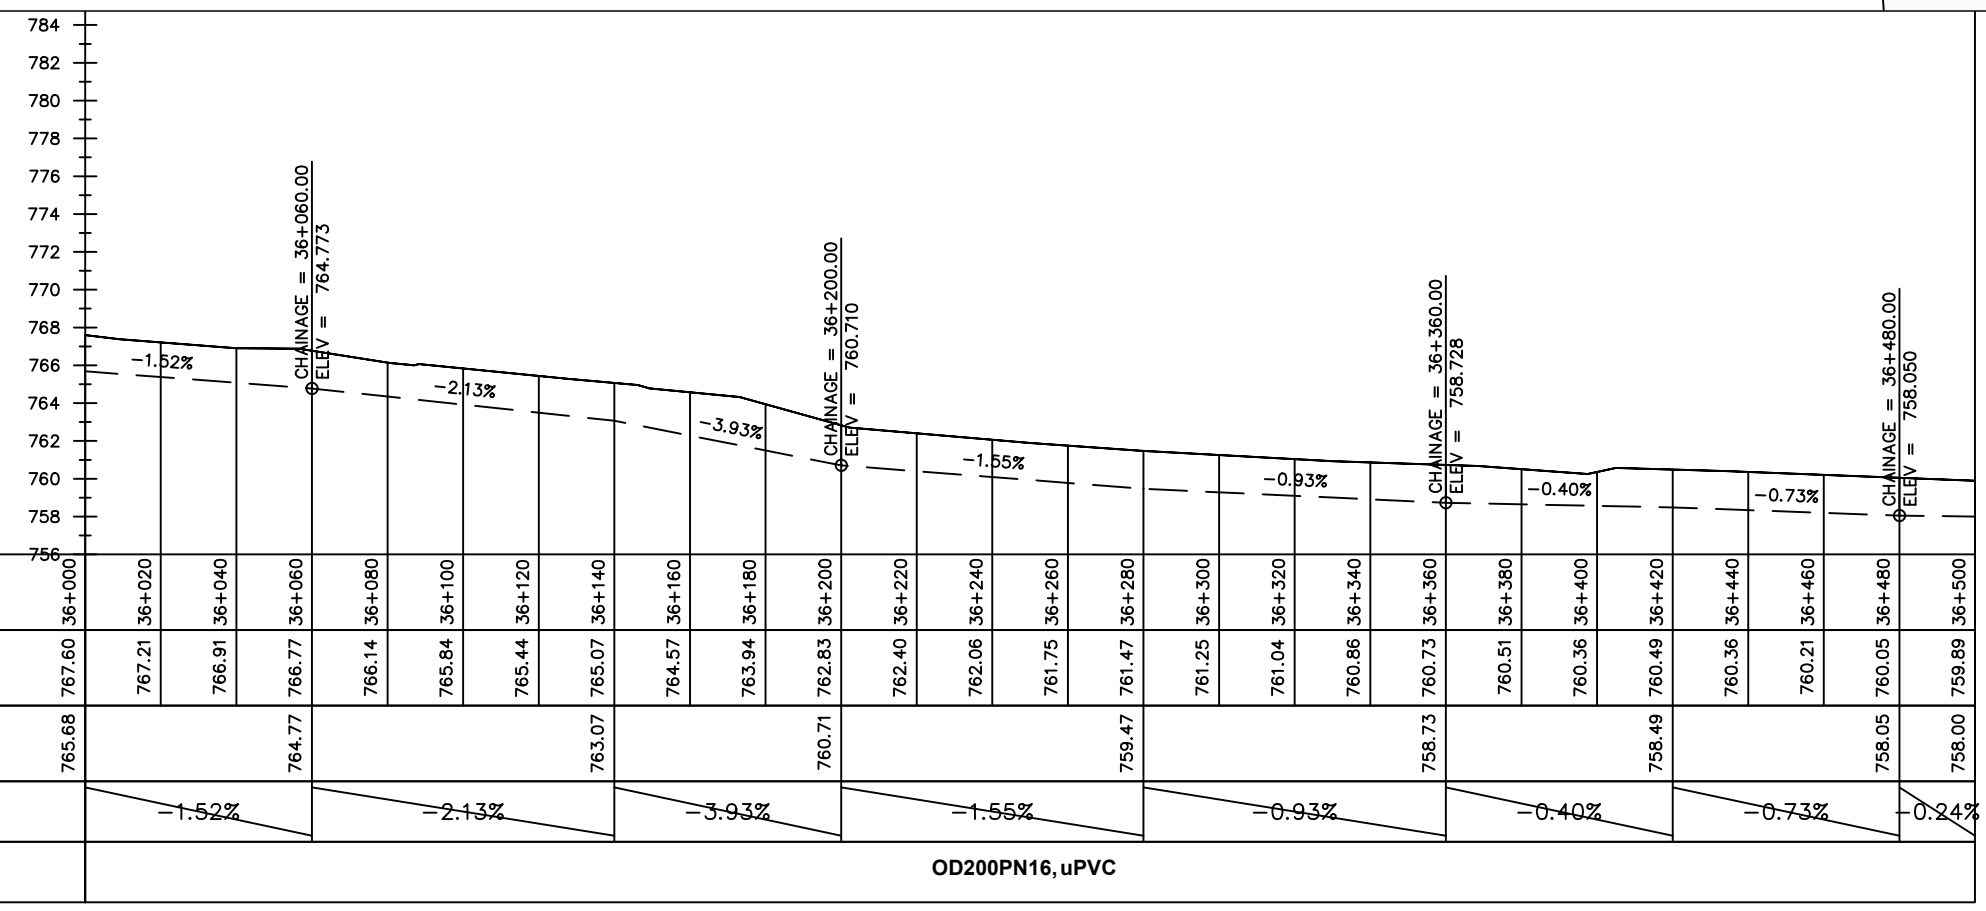 784
782
780
778
776
774
772
770
768
766
764
762
760
758
756
CHAINAGE = 36+060.00
ELEV = 764.773
CHAINAGE = 36+200.00
ELEV = 760.710
CHAINAGE = 36+360.00
ELEV = 758.728
CHAINAGE = 36+480.00
ELEV = 758.050
-1.52%
-2.13%
-3.93%
-1.55%
-0.93%
-0.40%
-0.73%
36+000 36+020 36+040 36+060 36+080 36+100 36+120 36+140 36+160 36+180 36+200 36+220 36+240 36+260 36+280 36+300 36+320 36+340 36+360 36+380 36+400 36+420 36+440 36+460 36+480 36+500
767.60 767.21 766.91 766.77 766.14 765.84 765.44 765.07 764.57 763.94 762.83 762.40 762.06 761.75 761.47 761.25 761.04 760.86 760.73 760.51 760.36 760.49 760.36 760.21 760.05 759.89
765.68 764.77 763.07 760.71 759.47 758.73 758.49 758.05 758.00
-1.52% -2.13% -3.93% -1.55% -0.93% -0.40% -0.73% -0.24%
OD200PN16, uPVC